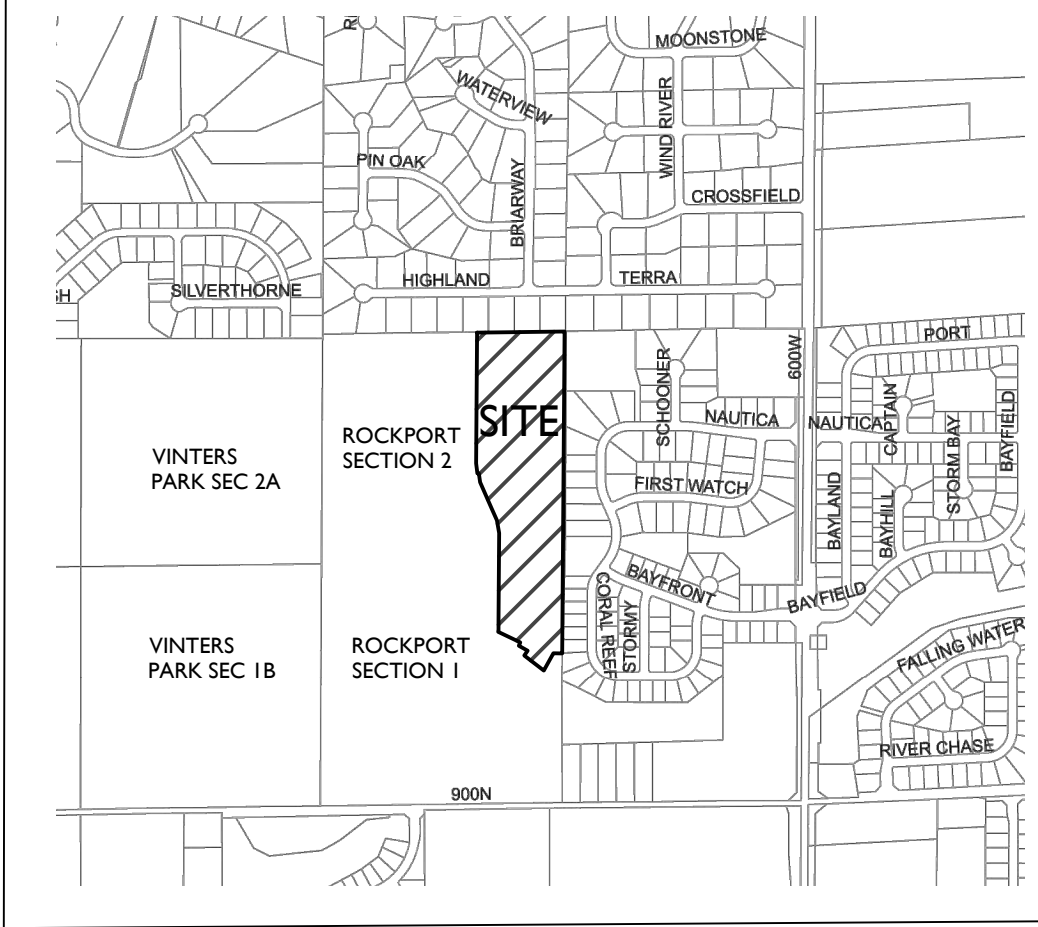 R
MOONSTONE
WATERVIEW
WIND RIVER
PIN OAK
BRIARWAY
CROSSFIELD
HIGHLAND
TERRA
SH
SILVERTHORNE
PORT
600W
SCHOONER
CAPTAIN
SITE
NAUTICA
NAUTICA
STORM BAY
BAYFIELD
ROCKPORT
SECTION 2
VINTERS
PARK SEC 2A
FIRST WATCH
BAYLAND
BAYHILL
BAYFRONT
BAYFIELD
CORAL REEF
STORMY
VINTERS
PARK SEC 1B
ROCKPORT
SECTION 1
FALLING WATER
RIVER CHASE
900N